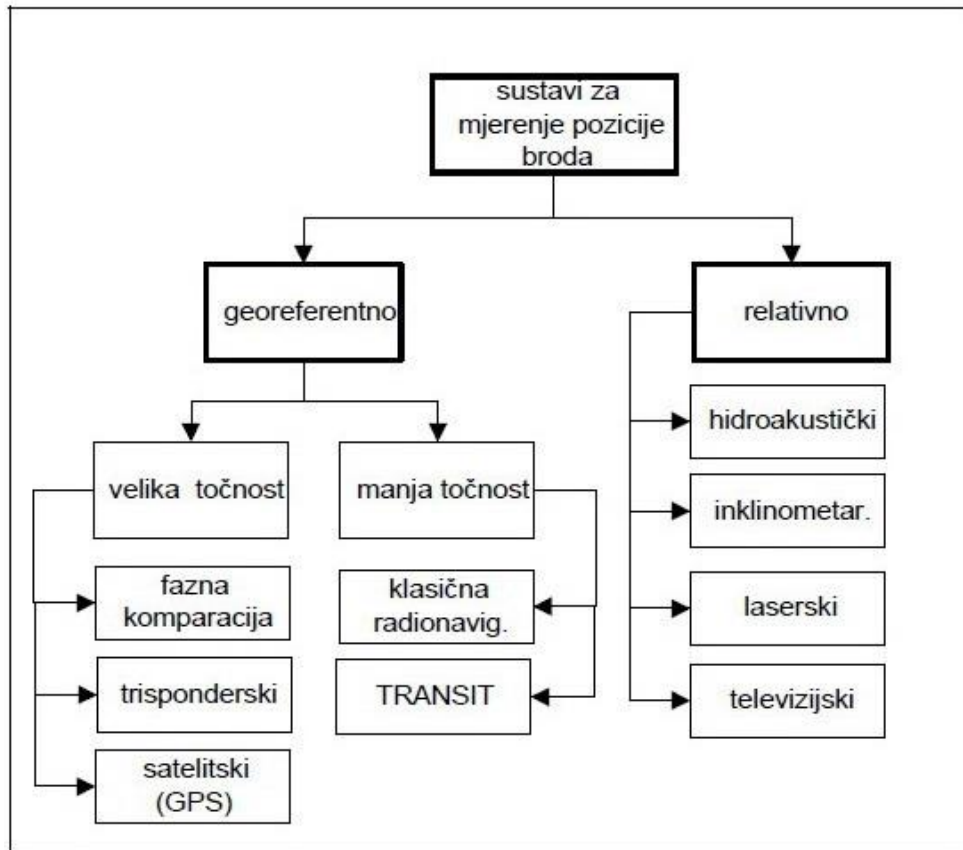 sustavi za
mjerenje pozicije
broda
georeferentno
relativno
velika točnost
manja točnost
fazna
komparacija
trisponderski
satelitski
(GPS)
klasična
radionavig.
TRANSIT
hidroakustički
inklinometar.
laserski
televizijski